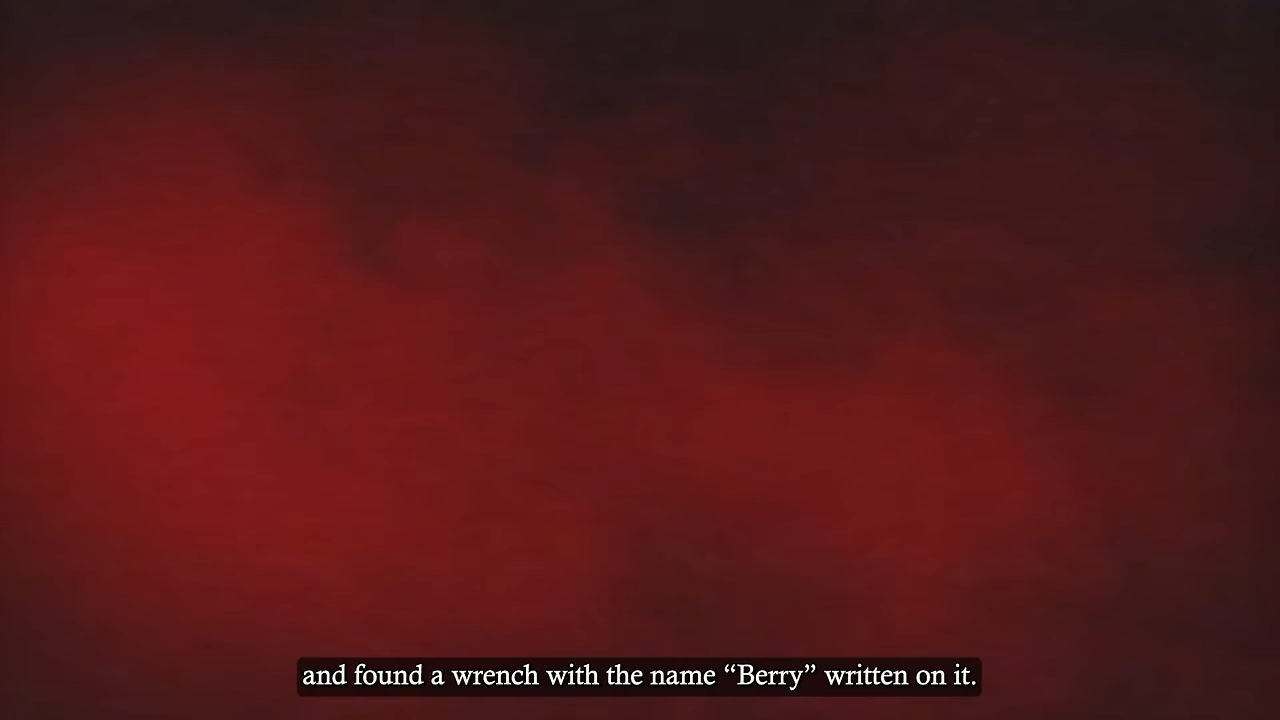 and found a wrench with the name “Berry” written on it.